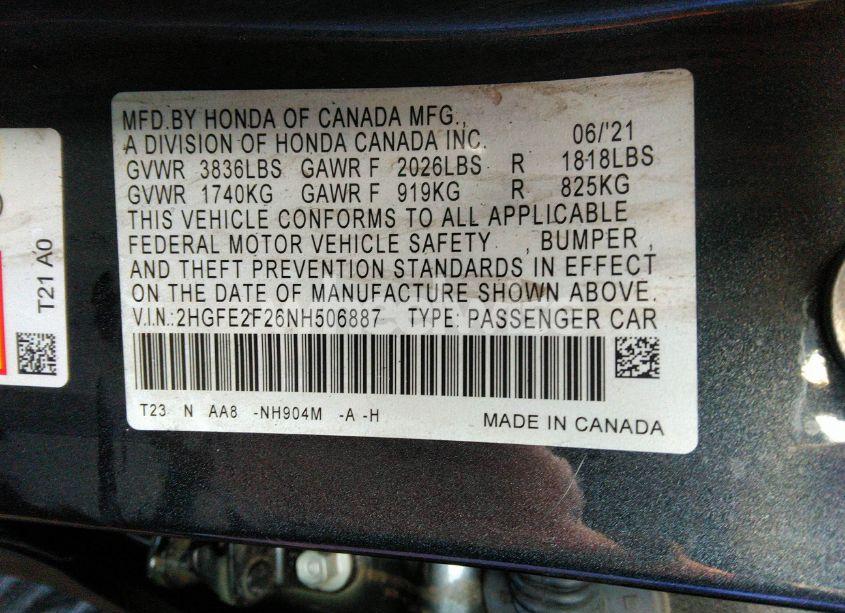 MFD.BY HONDA OF CANADA MFG.,
A DIVISION OF HONDA CANADA INC. 06/'21
GVWR 3836LBS GAWR F 2026LBS R 1818LBS
GVWR 1740KG GAWR F 919KG R 825KG
THIS VEHICLE CONFORMS TO ALL APPLICABLE
FEDERAL MOTOR VEHICLE SAFETY , BUMPER ,
AND THEFT PREVENTION STANDARDS IN EFFECT
ON THE DATE OF MANUFACTURE SHOWN ABOVE.
V.I.N.:2HGFE2F26NH506887 TYPE: PASSENGER CAR
T23 N AA8 -NH904M -A -H MADE IN CANADA
T21 A0